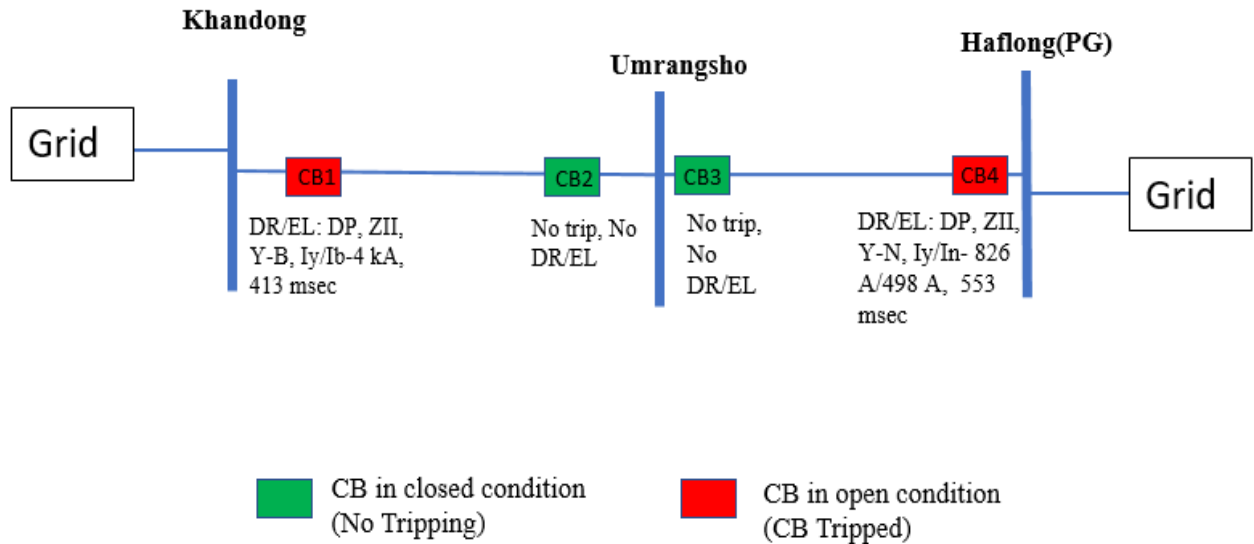 Khandong
Umrangsho
Haflong(PG)
Grid
CB1
CB2
CB3
CB4
Grid
DR/EL: DP, ZII,
Y-B, Iy/Ib-4 kA,
413 msec
No trip, No
DR/EL
No trip,
No
DR/EL
DR/EL: DP, ZII,
Y-N, Iy/In- 826
A/498 A,  553
msec
CB in closed condition
(No Tripping)
CB in open condition
(CB Tripped)